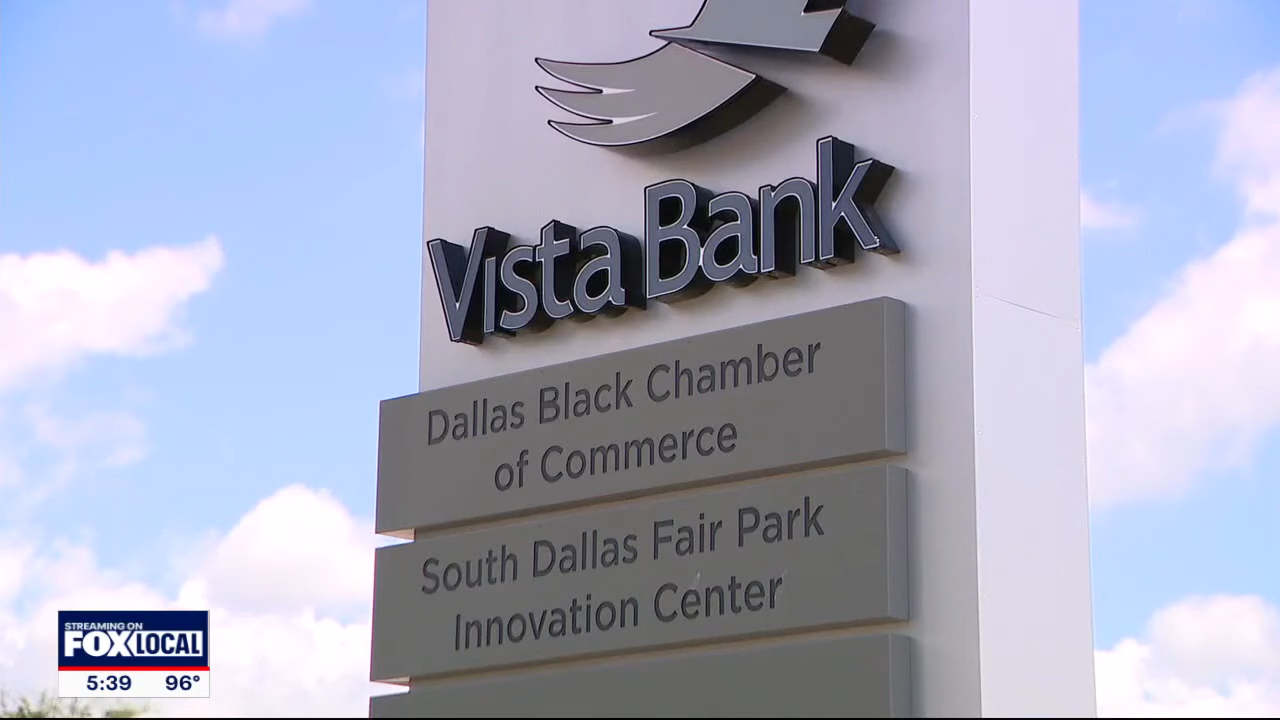 Vista Bank
Dallas Black Chamber
of Commerce
South Dallas Fair Park
Innovation Center
STREAMING ON
FOX LOCAL
5:39 96°